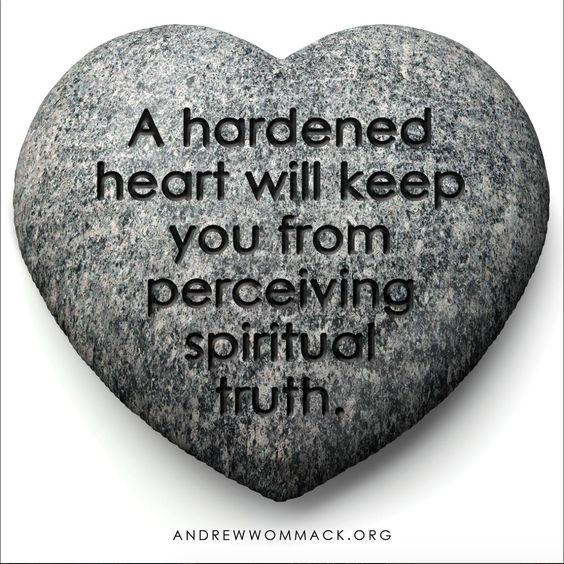 A hardened
heart will keep
you from
perceiving
spiritual
truth.
ANDREWWOMMACK.ORG